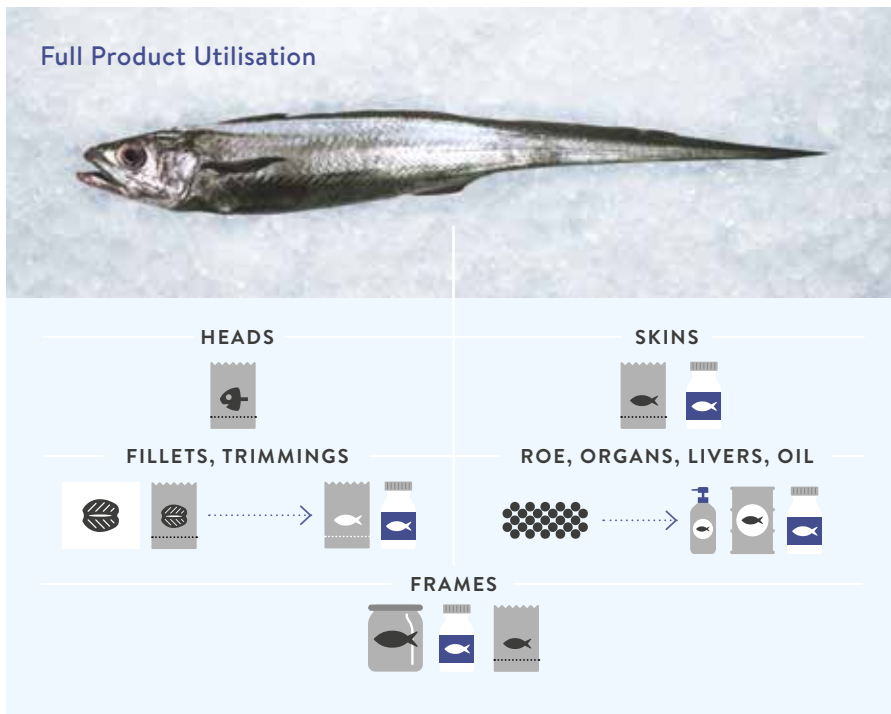 Full Product Utilisation
HEADS
SKINS
FILLETS, TRIMMINGS
ROE, ORGANS, LIVERS, OIL
FRAMES